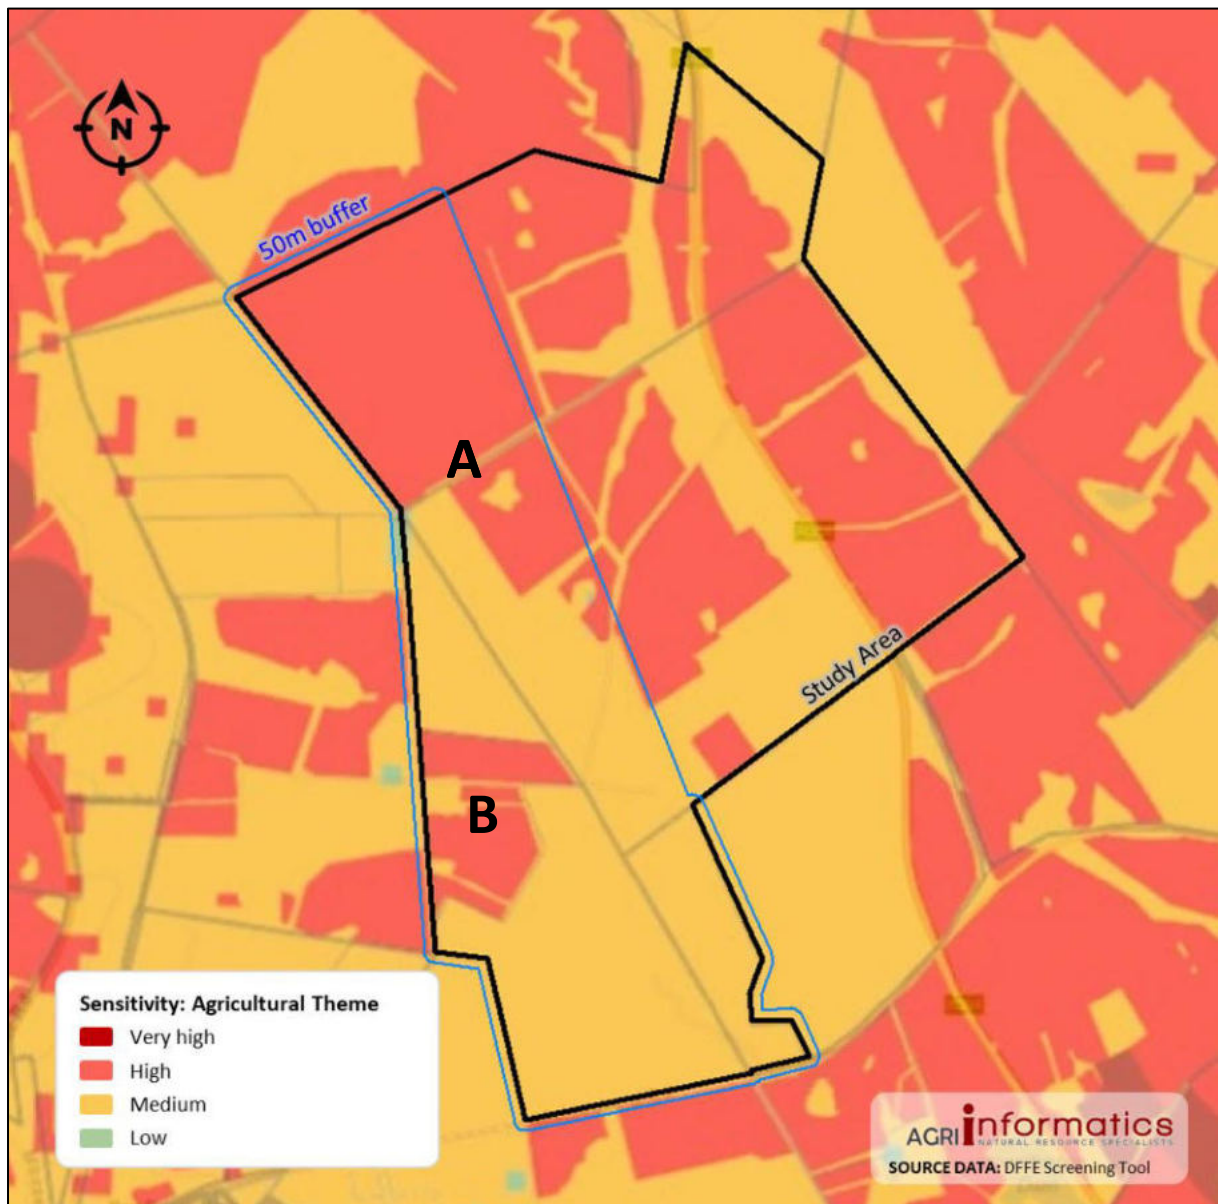 N
50m buffer
A
Study Area
B
Sensitivity: Agricultural Theme
Very high
High
Medium
Low
AGRI informatics
NATURAL RESOURCE SPECIALISTS
SOURCE DATA: DFFE Screening Tool